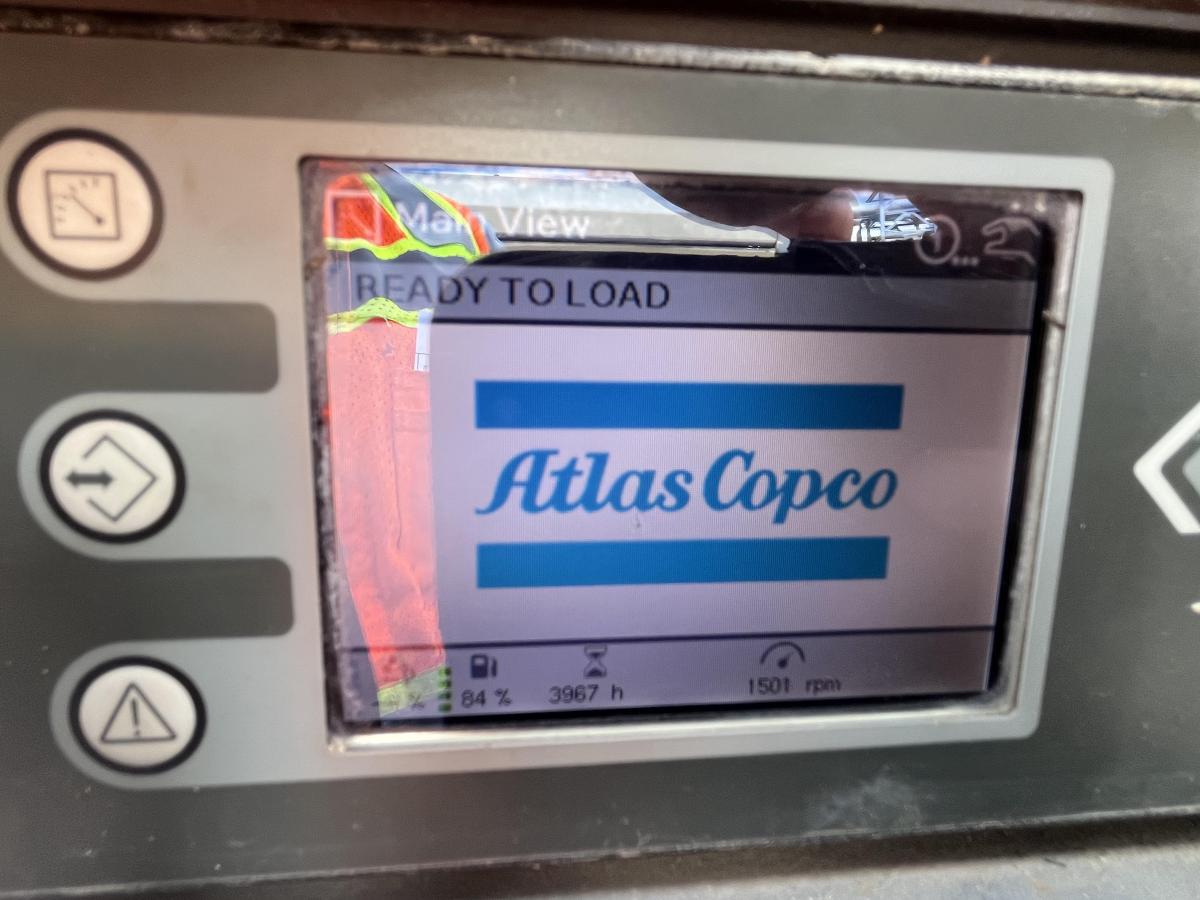 Main View
READY TO LOAD
Atlas Copco
84 %
3967 h
1501 rpm